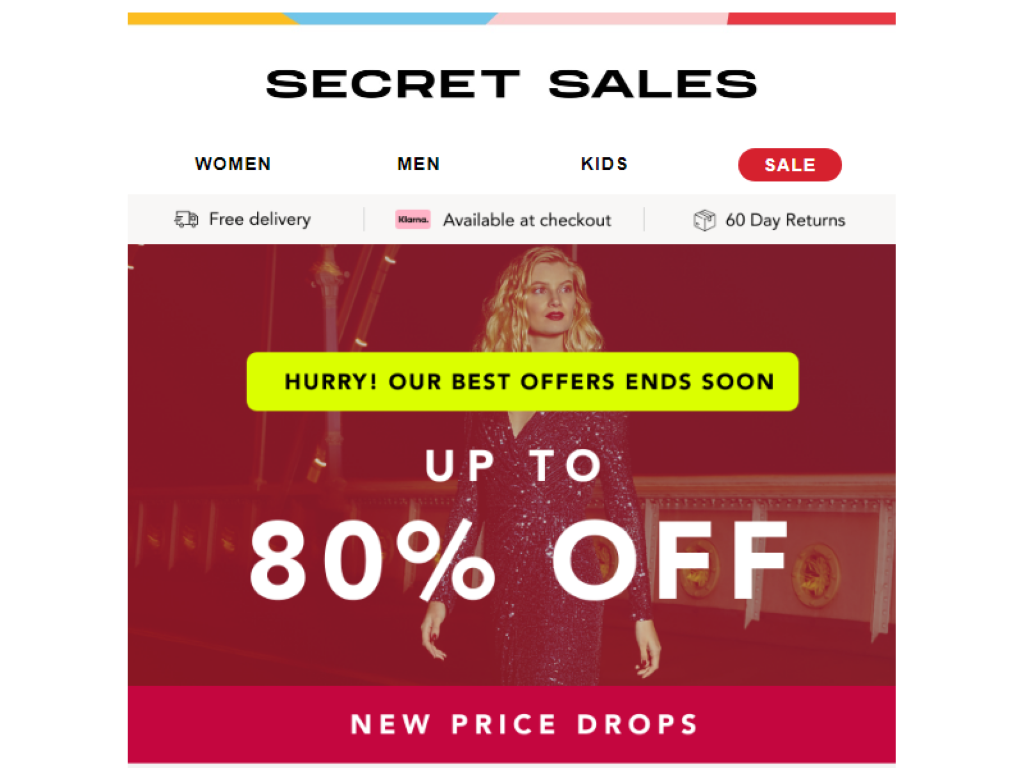 SECRET SALES
WOMEN MEN KIDS SALE
Free delivery Klarna. Available at checkout 60 Day Returns
HURRY! OUR BEST OFFERS ENDS SOON
UP TO
80% OFF
NEW PRICE DROPS